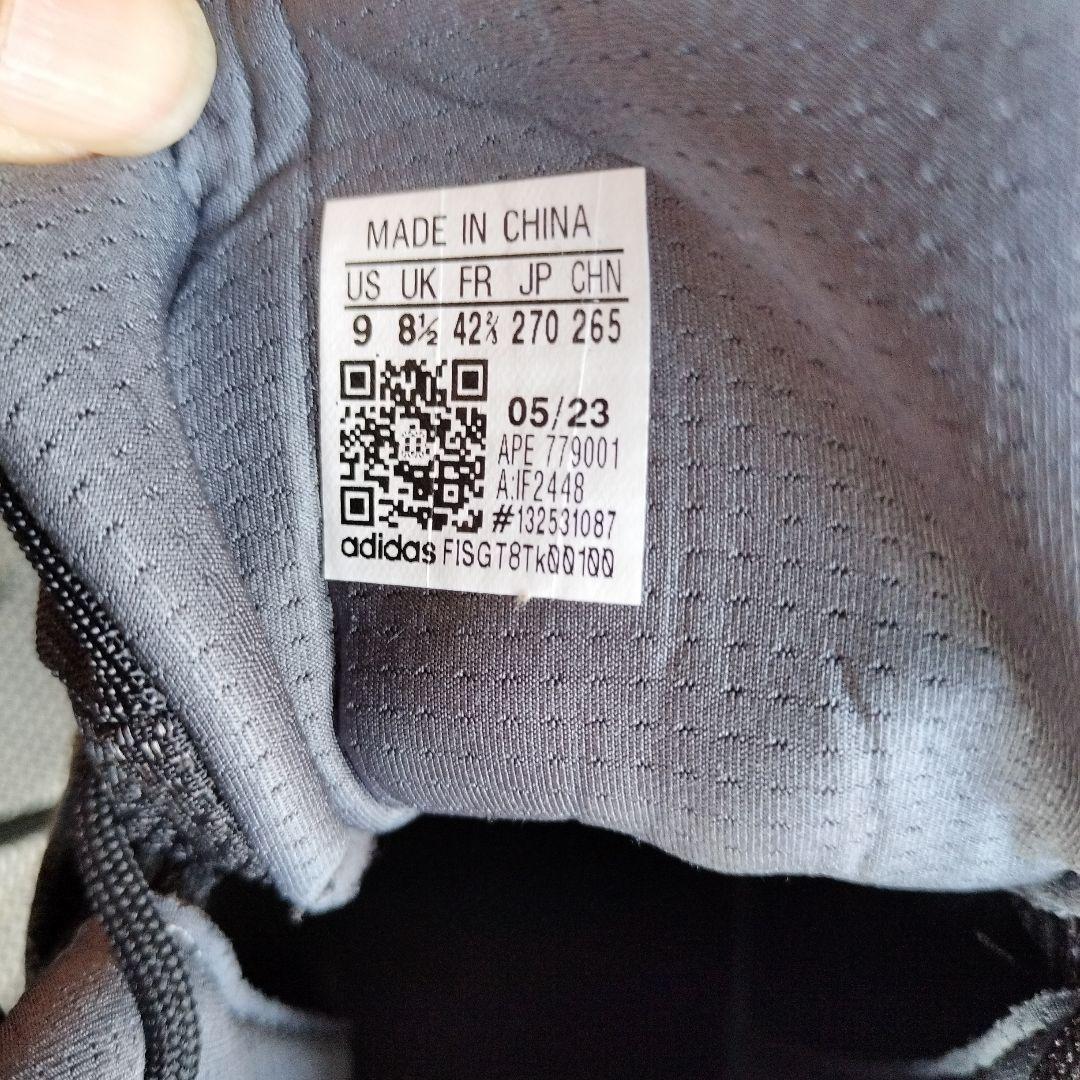 MADE IN CHINA
US UK FR JP CHN
9 8½ 42⅔ 270 265
05/23
APE 779001
A:IF2448
#132531087
adidas FISGT8Tk00100